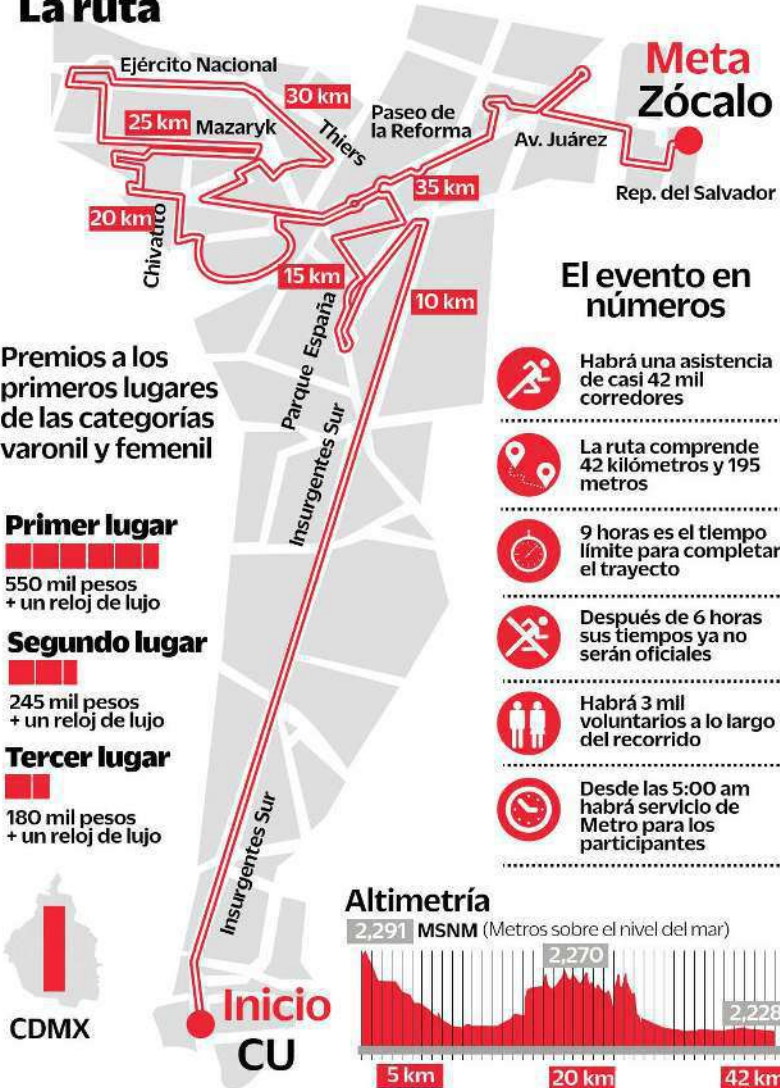 La ruta
Ejército Nacional
30 km
25 km
Mazaryk
Thiers
Paseo de
la Reforma
Av. Juárez
Meta
Zócalo
Rep. del Salvador
35 km
20 km
Chivatito
15 km
10 km
Parque España
Insurgentes Sur
Insurgentes Sur
Inicio
CU
Premios a los
primeros lugares
de las categorías
varonil y femenil
Primer lugar
550 mil pesos
+ un reloj de lujo
Segundo lugar
245 mil pesos
+ un reloj de lujo
Tercer lugar
180 mil pesos
+ un reloj de lujo
CDMX
El evento en
números
Habrá una asistencia
de casi 42 mil
corredores
La ruta comprende
42 kilómetros y 195
metros
9 horas es el tiempo
límite para completar
el trayecto
Después de 6 horas
sus tiempos ya no
serán oficiales
Habrá 3 mil
voluntarios a lo largo
del recorrido
Desde las 5:00 am
habrá servicio de
Metro para los
participantes
Altimetría
2,291 MSNM (Metros sobre el nivel del mar)
2,270
2,228
5 km
20 km
42 km